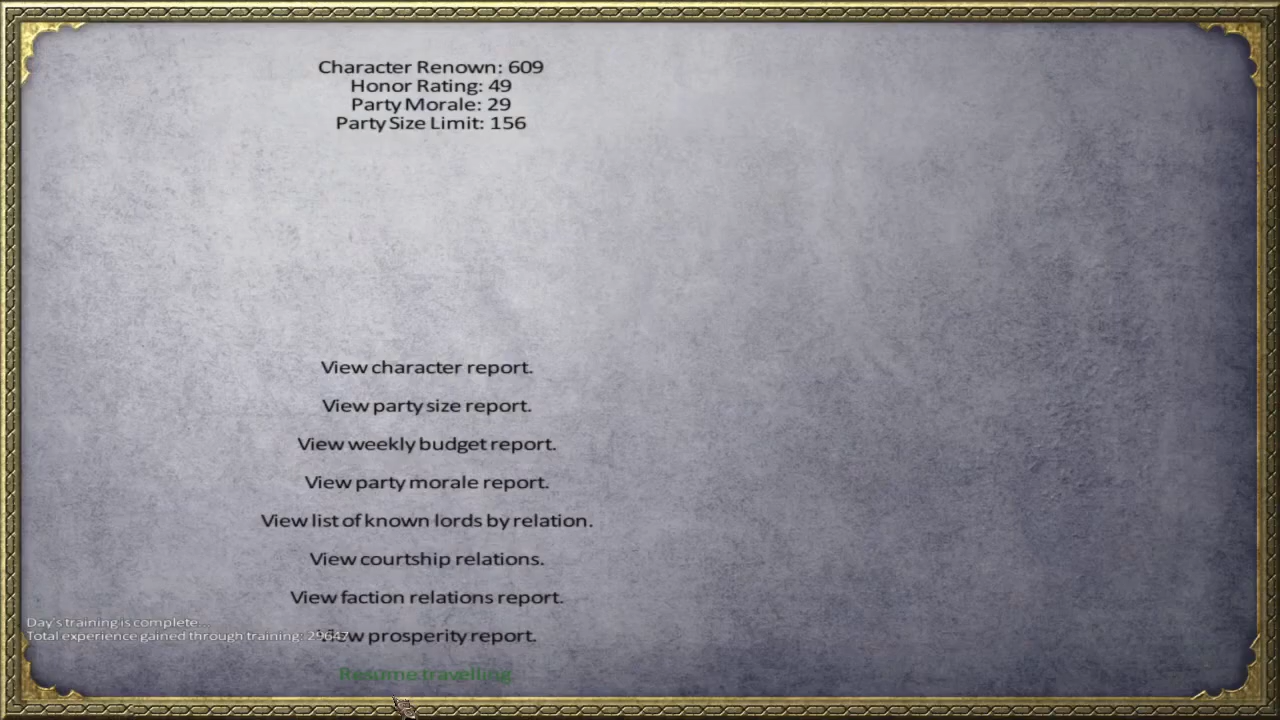 Character Renown: 609
Honor Rating: 49
Party Morale: 29
Party Size Limit: 156
View character report.
View party size report.
View weekly budget report.
View party morale report.
View list of known lords by relation.
View courtship relations.
View faction relations report.
Day's training is complete...
Total experience gained through training: 29647
View prosperity report.
Resume travelling.